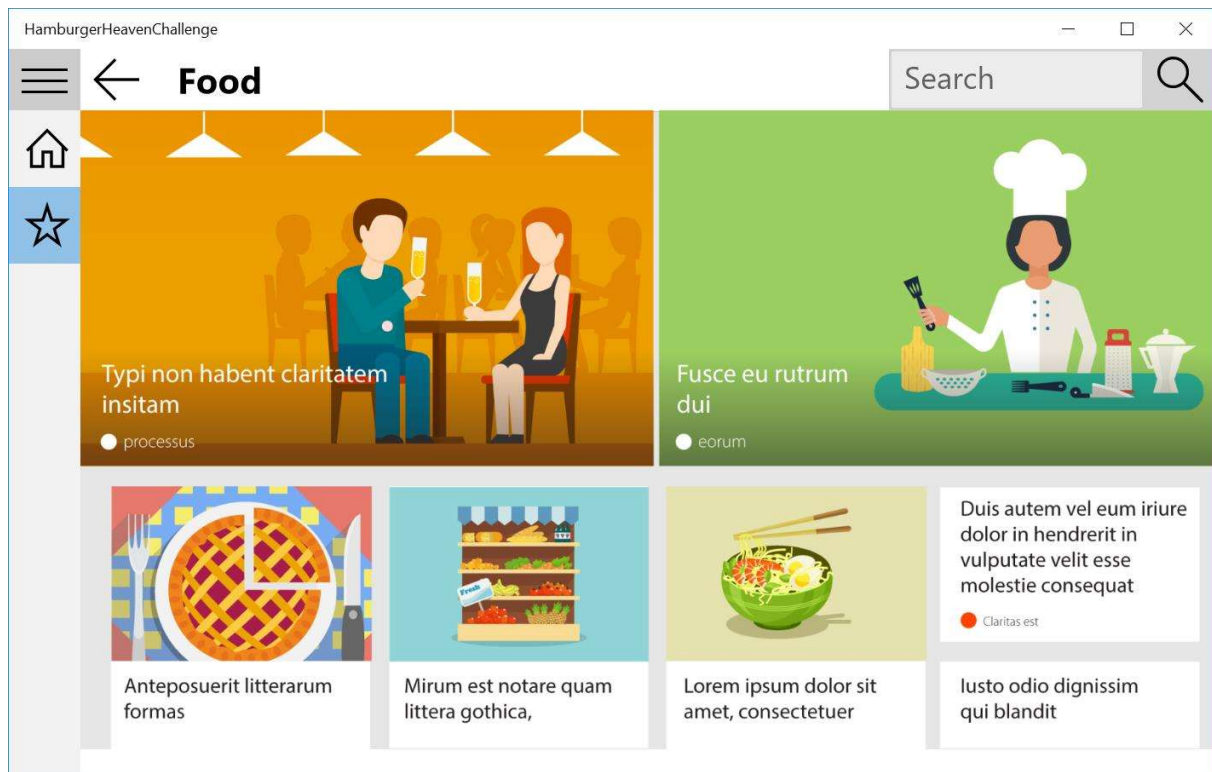 HamburgerHeavenChallenge
Food
Search
Typi non habent claritatem
insitam
processus
Fusce eu rutrum
dui
eorum
Fresh
Anteposuerit litterarum
formas
Mirum est notare quam
littera gothica,
Lorem ipsum dolor sit
amet, consectetuer
Duis autem vel eum iriure
dolor in hendrerit in
vulputate velit esse
molestie consequat
Claritas est
Iusto odio dignissim
qui blandit